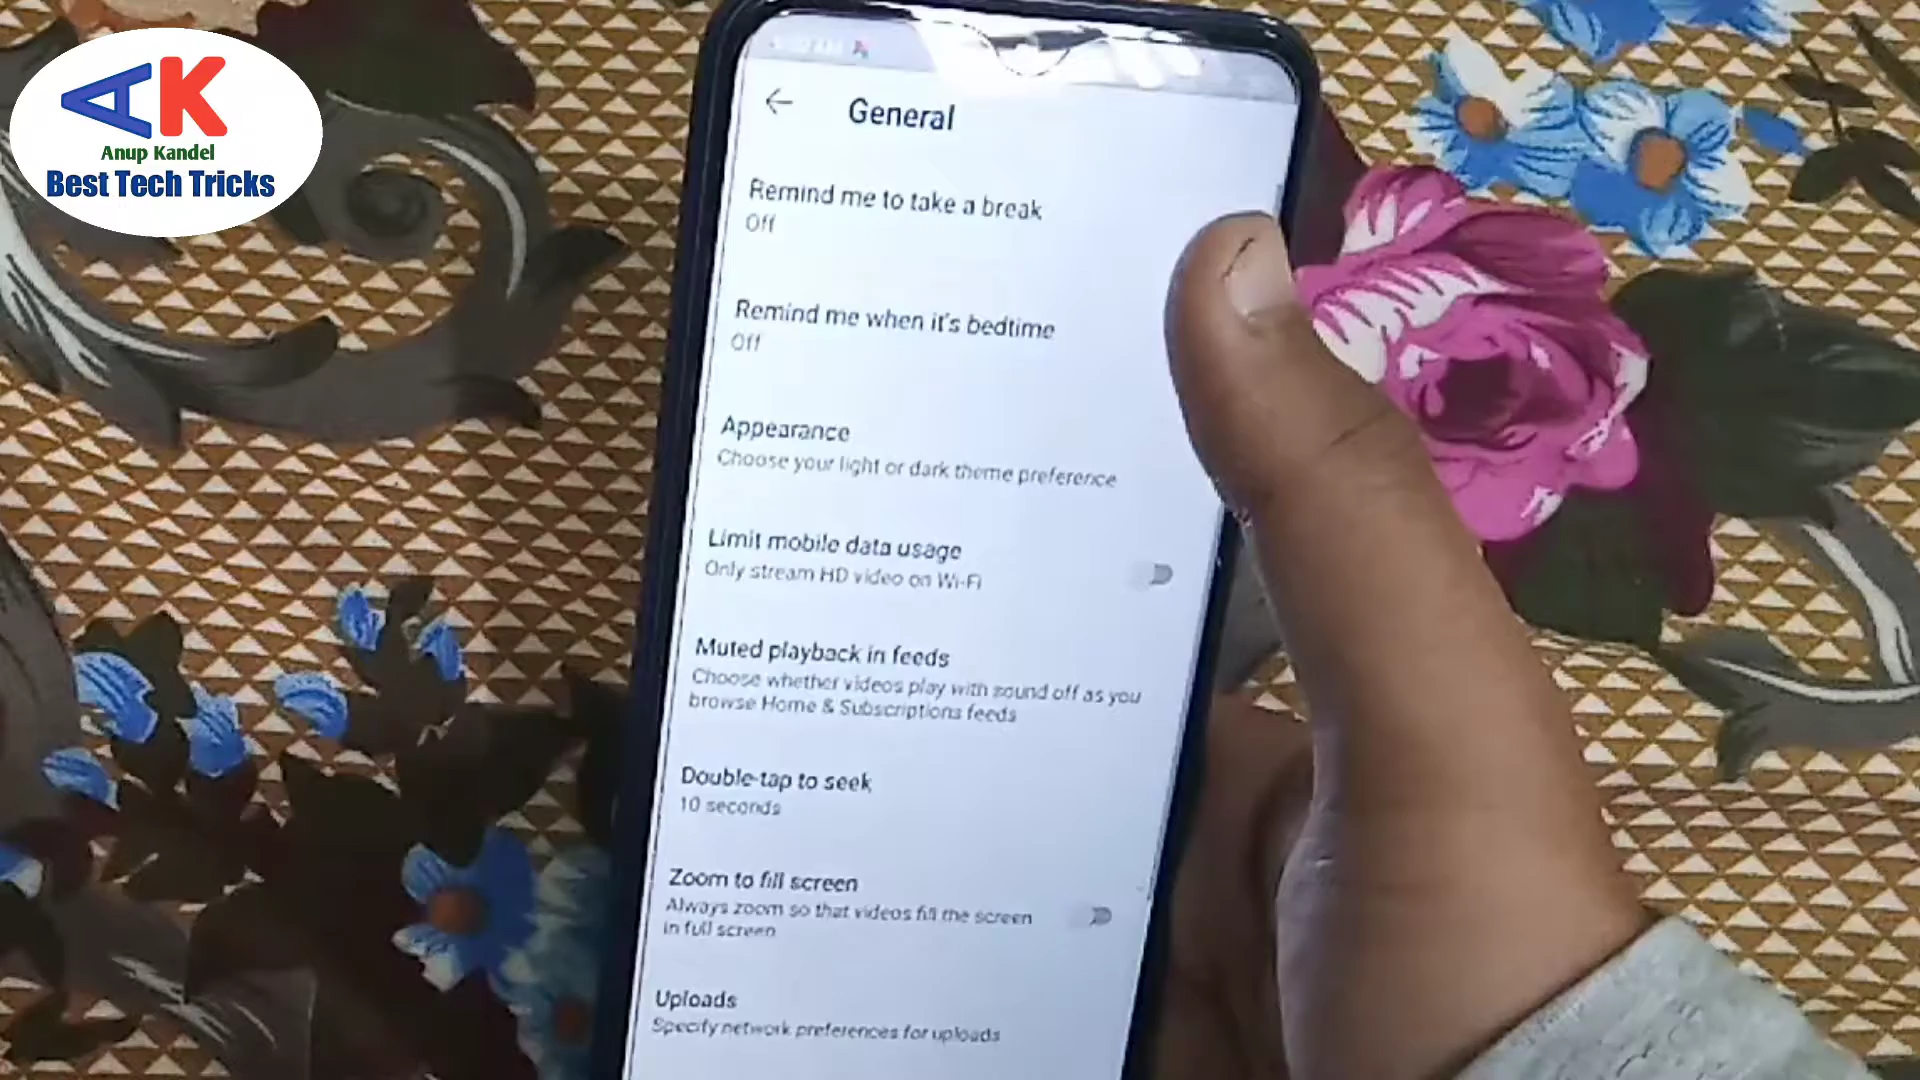 AK
Anup Kandel
Best Tech Tricks
General
Remind me to take a break
Off
Remind me when it's bedtime
Off
Appearance
Choose your light or dark theme preference
Limit mobile data usage
Only stream HD video on Wi-Fi
Muted playback in feeds
Choose whether videos play with sound off as you
browse Home & Subscriptions feeds
Double-tap to seek
10 seconds
Zoom to fill screen
Always zoom so that videos fill the screen
in full screen
Uploads
Specify network preferences for uploads